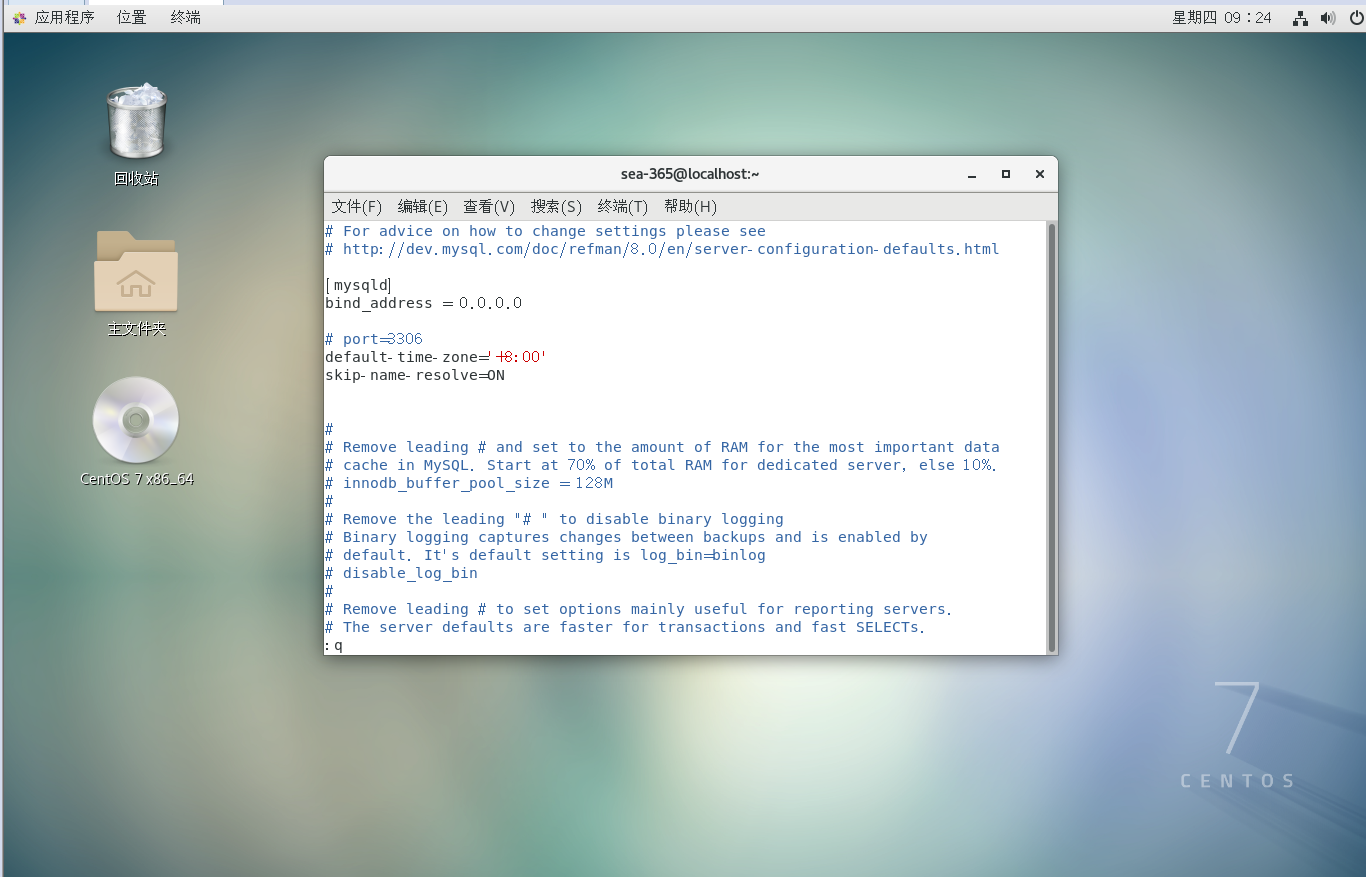 应用程序 位置 终端 星期四 09：24
回收站
主文件夹
CentOS 7 x86_64
sea-365@localhost:~
文件(F) 编辑(E) 查看(V) 搜索(S) 终端(T) 帮助(H)
# For advice on how to change settings please see
# http://dev.mysql.com/doc/refman/8.0/en/server-configuration-defaults.html
[mysqld]
bind_address = 0.0.0.0
# port=3306
default-time-zone='+8:00'
skip-name-resolve=ON
#
# Remove leading # and set to the amount of RAM for the most important data
# cache in MySQL. Start at 70% of total RAM for dedicated server, else 10%.
# innodb_buffer_pool_size = 128M
#
# Remove the leading "# " to disable binary logging
# Binary logging captures changes between backups and is enabled by
# default. It's default setting is log_bin=binlog
# disable_log_bin
#
# Remove leading # to set options mainly useful for reporting servers.
# The server defaults are faster for transactions and fast SELECTs.
:q
7
CENTOS